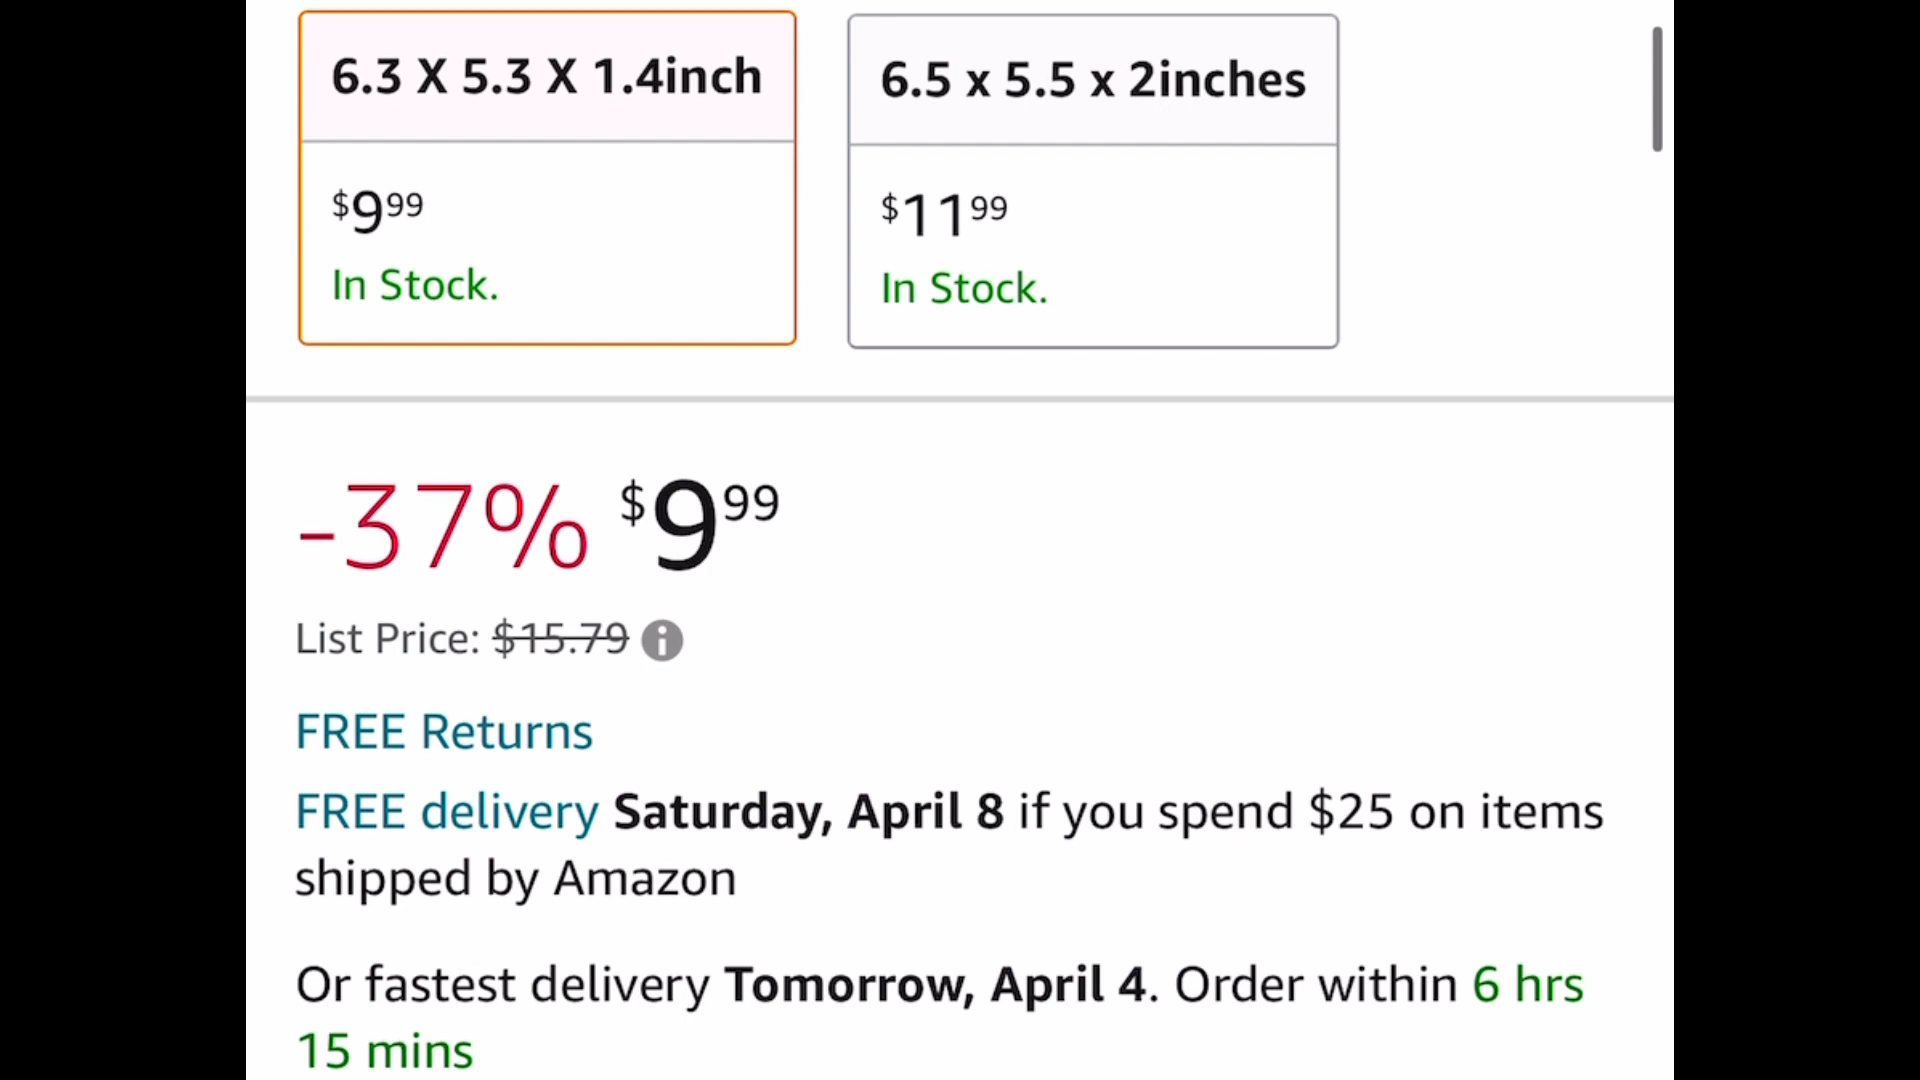 6.3 X 5.3 X 1.4inch
6.5 x 5.5 x 2inches
$9.99
$11.99
In Stock.
In Stock.
-37% $9.99
List Price: $15.79
FREE Returns
FREE delivery Saturday, April 8 if you spend $25 on items
shipped by Amazon
Or fastest delivery Tomorrow, April 4. Order within 6 hrs
15 mins